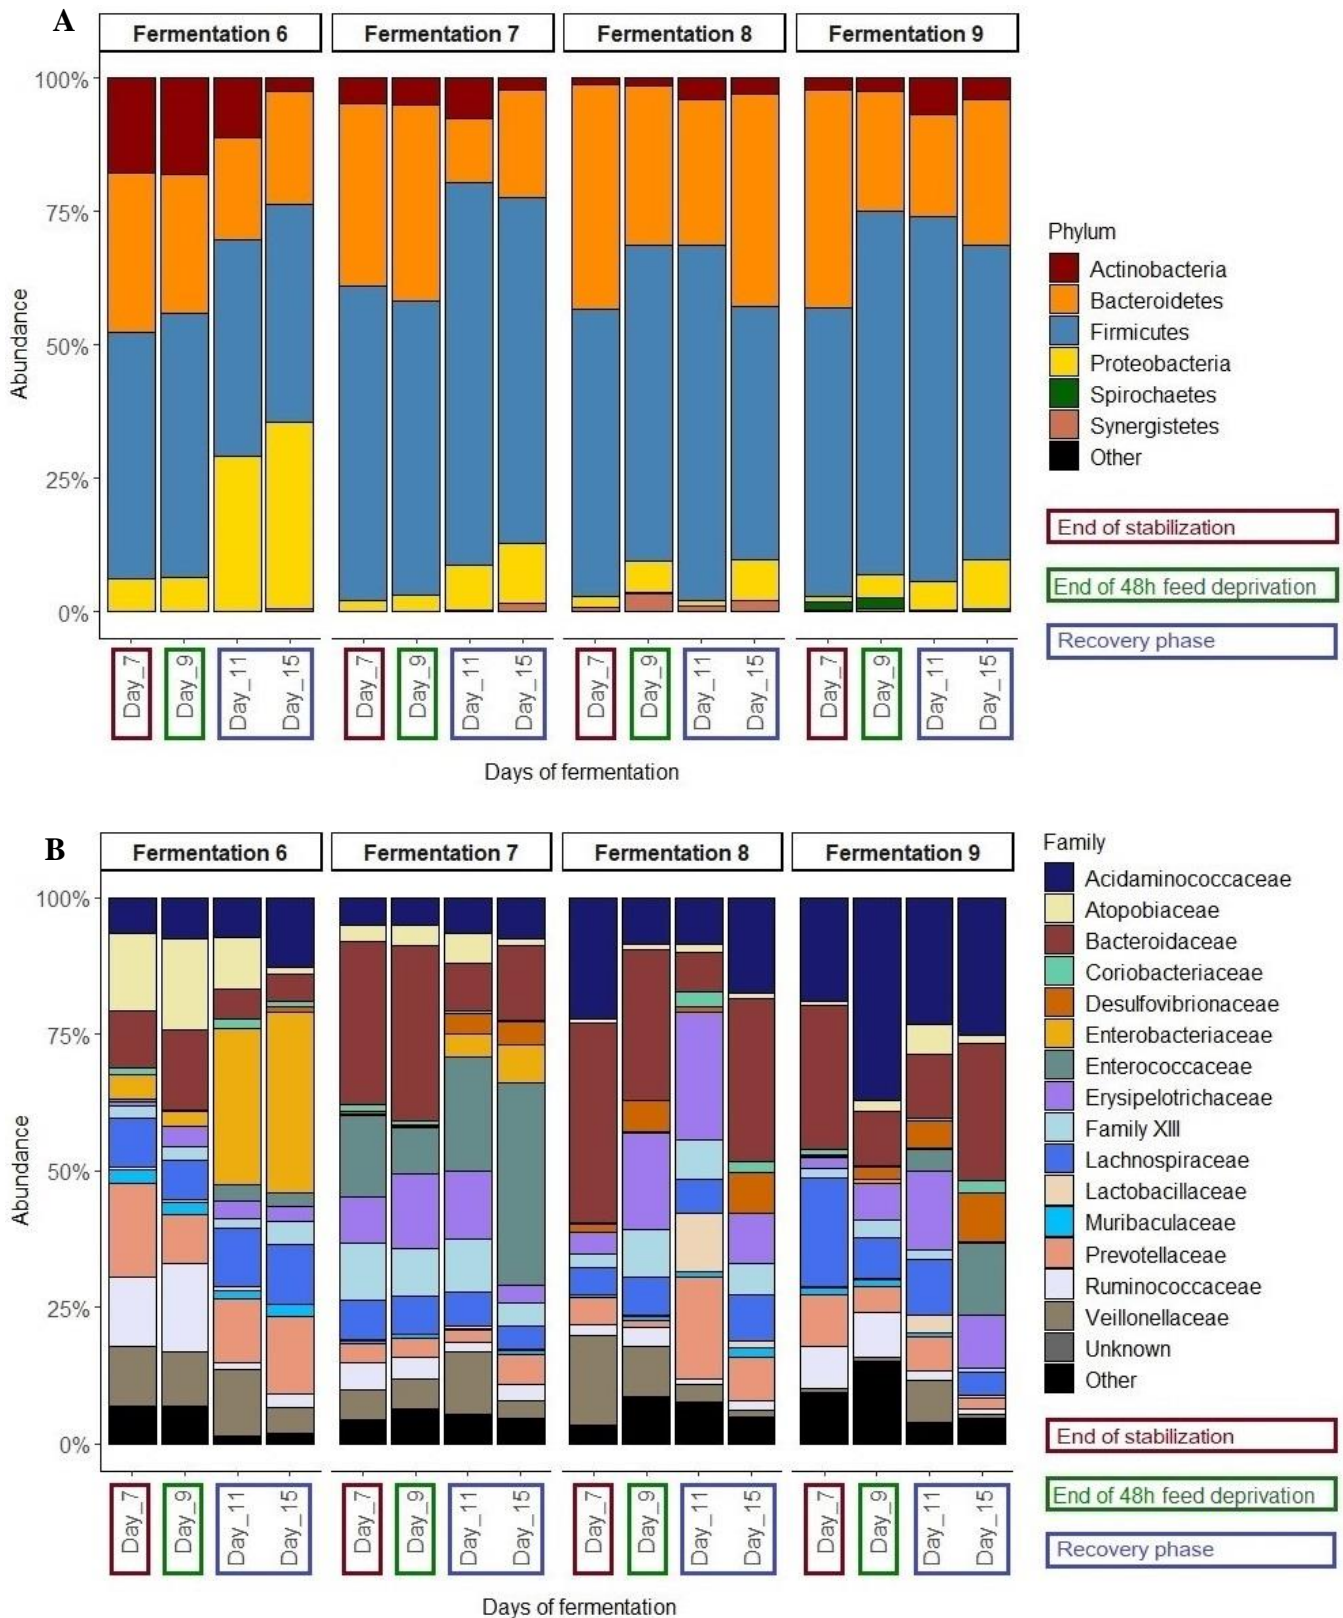 A
Fermentation 6 Fermentation 7 Fermentation 8 Fermentation 9
100%
75%
50%
25%
0%
Abundance
Day_7 Day_9 Day_11 Day_15 Day_7 Day_9 Day_11 Day_15 Day_7 Day_9 Day_11 Day_15 Day_7 Day_9 Day_11 Day_15
Days of fermentation
Phylum
Actinobacteria
Bacteroidetes
Firmicutes
Proteobacteria
Spirochaetes
Synergistetes
Other
End of stabilization
End of 48h feed deprivation
Recovery phase
B
Fermentation 6 Fermentation 7 Fermentation 8 Fermentation 9
100%
75%
50%
25%
0%
Abundance
Day_7 Day_9 Day_11 Day_15 Day_7 Day_9 Day_11 Day_15 Day_7 Day_9 Day_11 Day_15 Day_7 Day_9 Day_11 Day_15
Days of fermentation
Family
Acidaminococcaceae
Atopobiaceae
Bacteroidaceae
Coriobacteriaceae
Desulfovibrionaceae
Enterobacteriaceae
Enterococcaceae
Erysipelotrichaceae
Family XIII
Lachnospiraceae
Lactobacillaceae
Muribaculaceae
Prevotellaceae
Ruminococcaceae
Veillonellaceae
Unknown
Other
End of stabilization
End of 48h feed deprivation
Recovery phase